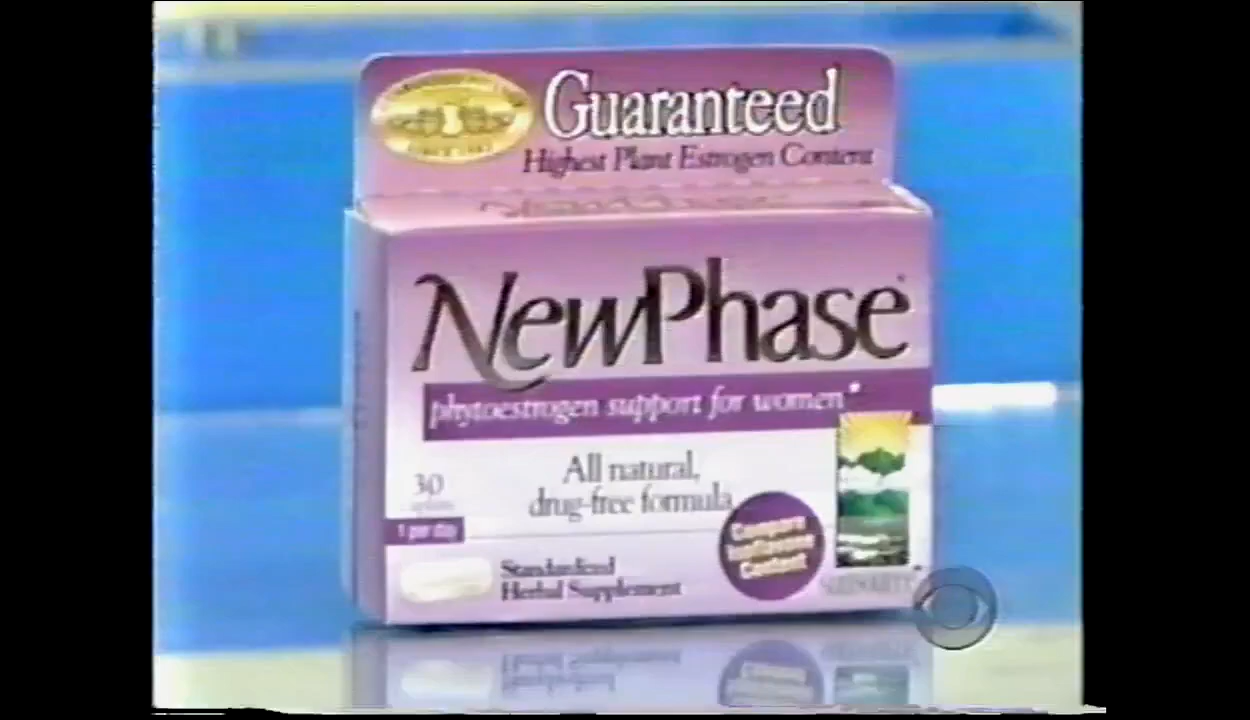 Guaranteed
Highest Plant Estrogen Content
NewPhase
phytoestrogen support for women*
All natural,
drug-free formula
30
1 per day
Compare
Isoflavone
Content
Standardized
Herbal Supplement